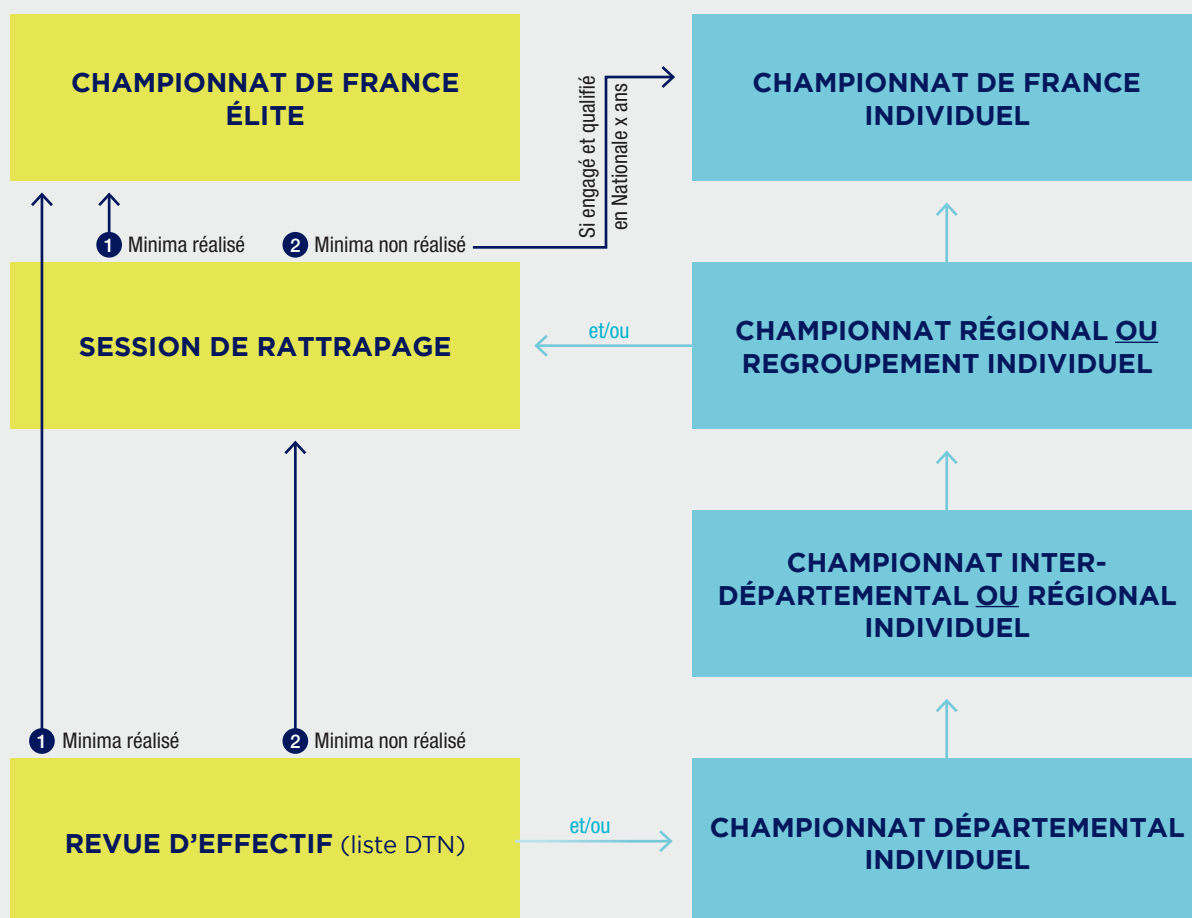 CHAMPIONNAT DE FRANCE
ÉLITE
Si engagé et qualifié
en Nationale x ans
CHAMPIONNAT DE FRANCE
INDIVIDUEL
1 Minima réalisé
2 Minima non réalisé
SESSION DE RATTRAPAGE
et/ou
CHAMPIONNAT RÉGIONAL OU
REGROUPEMENT INDIVIDUEL
CHAMPIONNAT INTER-
DÉPARTEMENTAL OU RÉGIONAL
INDIVIDUEL
1 Minima réalisé
2 Minima non réalisé
REVUE D'EFFECTIF (liste DTN)
et/ou
CHAMPIONNAT DÉPARTEMENTAL
INDIVIDUEL